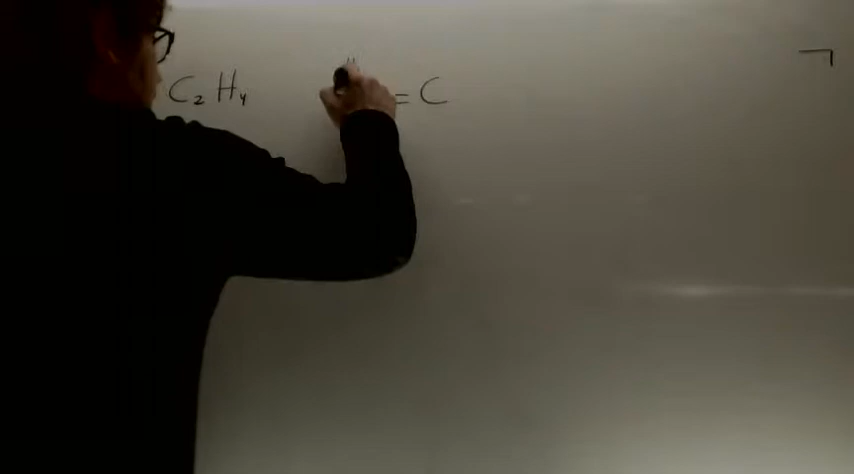 C₂H₄ = C